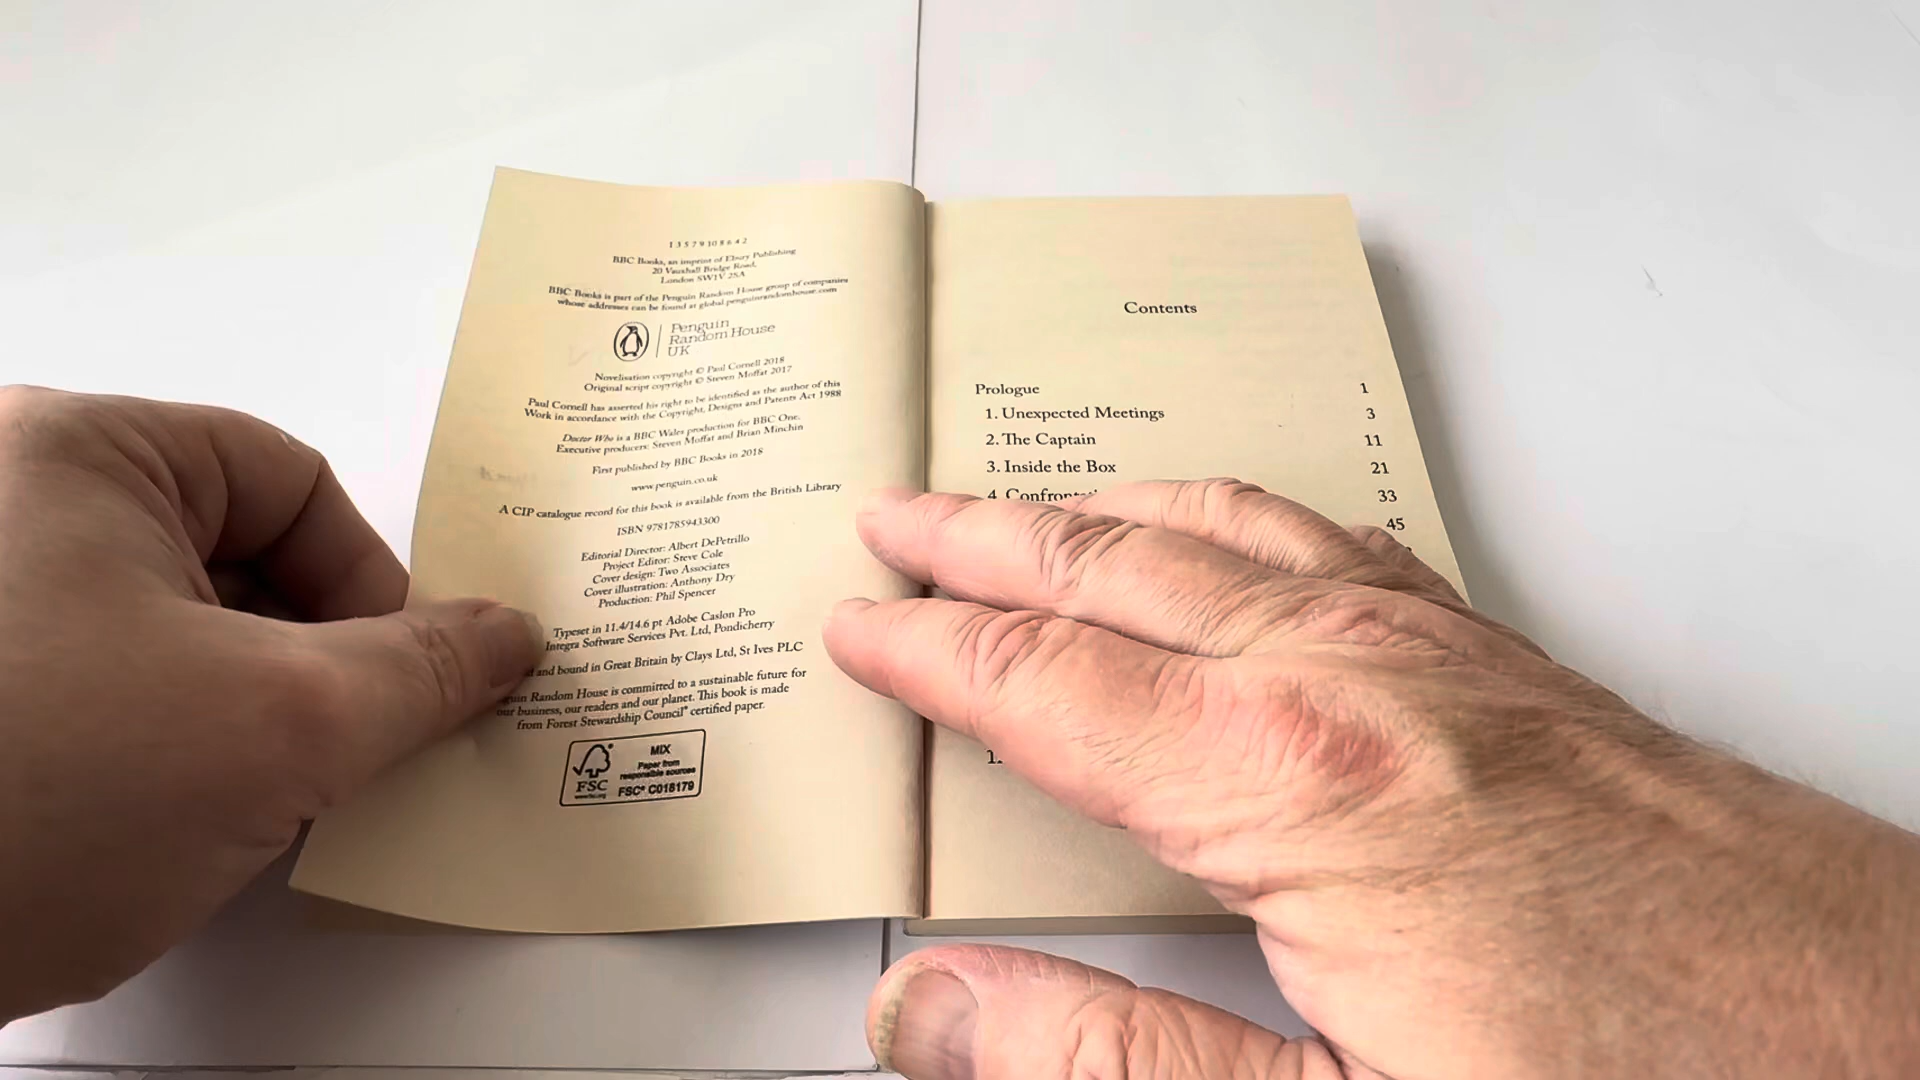 1 3 5 7 9 10 8 6 4 2
BBC Books, an imprint of Ebury Publishing
20 Vauxhall Bridge Road,
London SW1V 2SA
BBC Books is part of the Penguin Random House group of companies
whose addresses can be found at global.penguinrandomhouse.com
Penguin
Random House
UK
Novelisation copyright © Paul Cornell 2018
Original script copyright © Steven Moffat 2017
Paul Cornell has asserted his right to be identified as the author of this
Work in accordance with the Copyright, Designs and Patents Act 1988
Doctor Who is a BBC Wales production for BBC One.
Executive producers: Steven Moffat and Brian Minchin
First published by BBC Books in 2018
www.penguin.co.uk
A CIP catalogue record for this book is available from the British Library
ISBN 9781785943300
Editorial Director: Albert DePetrillo
Project Editor: Steve Cole
Cover design: Two Associates
Cover illustration: Anthony Dry
Production: Phil Spencer
Typeset in 11.4/14.6 pt Adobe Caslon Pro
Integra Software Services Pvt. Ltd, Pondicherry
and bound in Great Britain by Clays Ltd, St Ives PLC
Random House is committed to a sustainable future for
our business, our readers and our planet. This book is made
from Forest Stewardship Council® certified paper.
MIX
Paper from
responsible sources
FSC® C018179
FSC
www.fsc.org
Contents
Prologue 1
1. Unexpected Meetings 3
2. The Captain 11
3. Inside the Box 21
4. 33
45